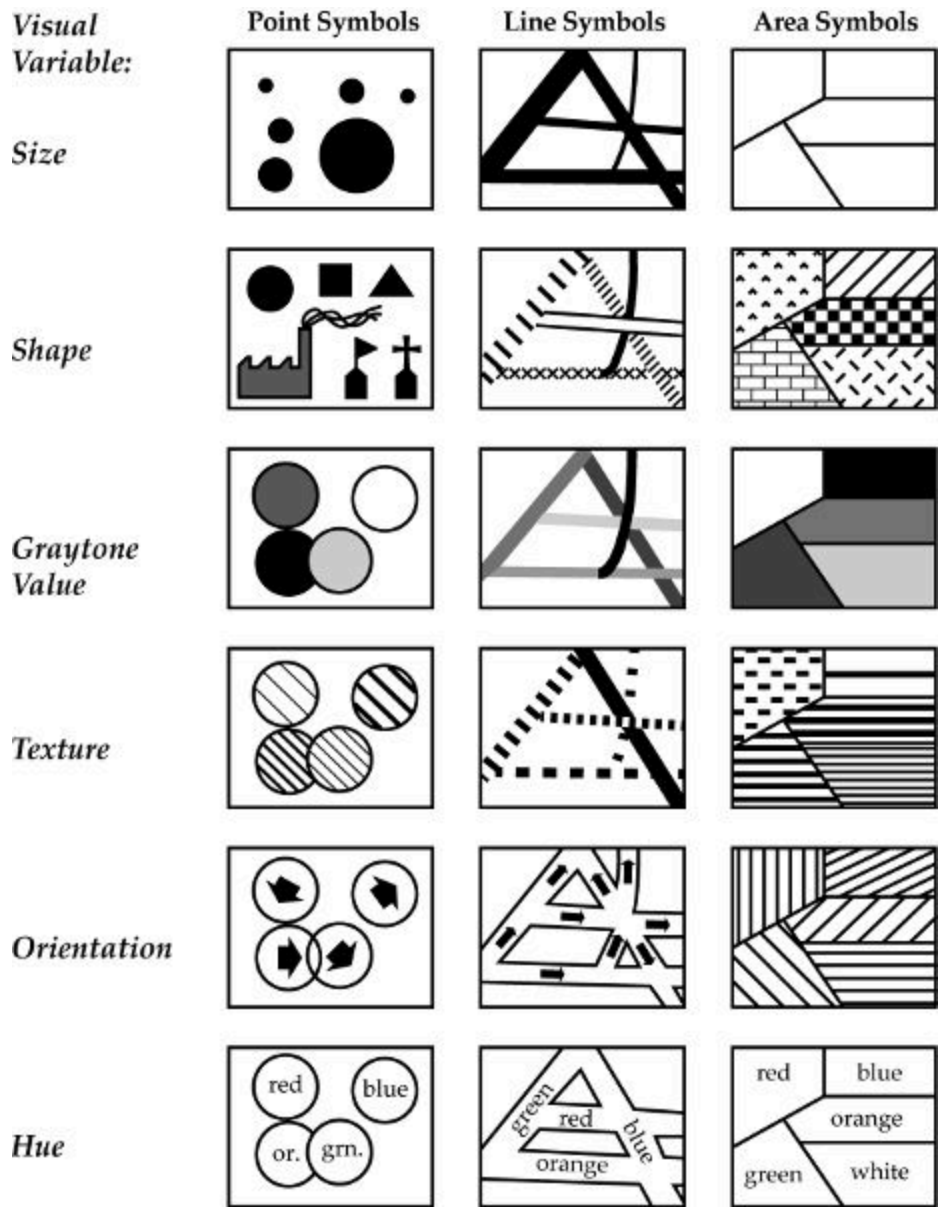 Visual
Variable:
Point Symbols
Line Symbols
Area Symbols
Size
Shape
Graytone
Value
Texture
Orientation
Hue
red
blue
or.
grn.
green
red
blue
orange
red
blue
orange
green
white